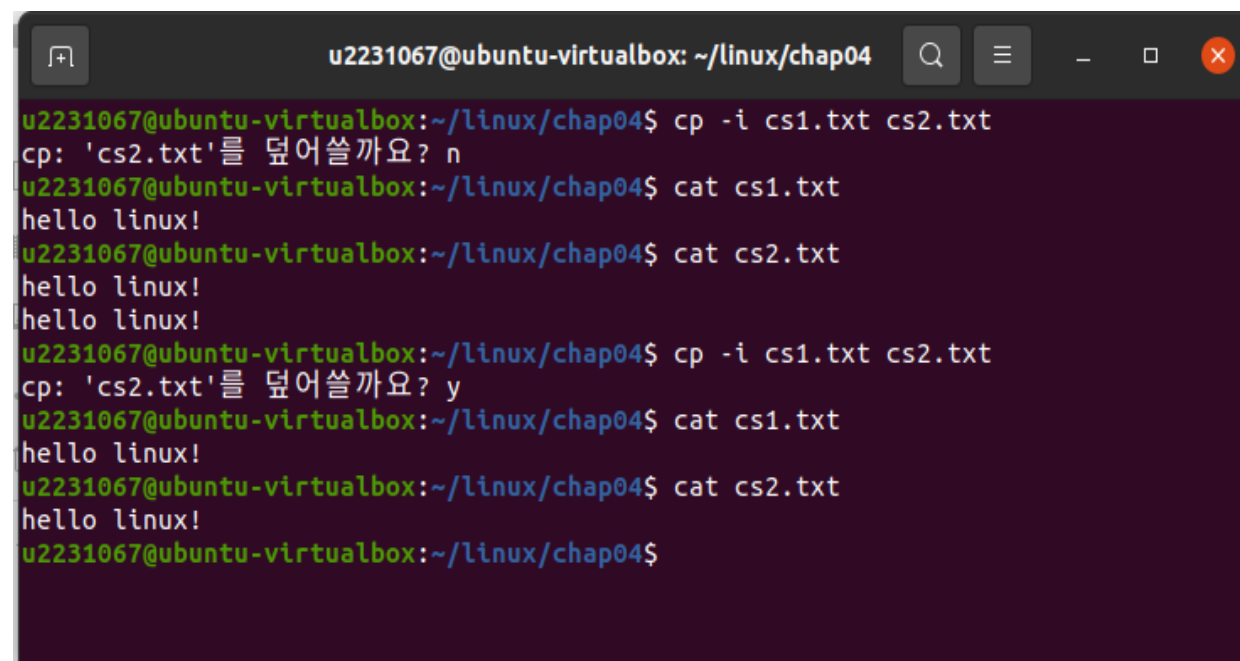 u2231067@ubuntu-virtualbox: ~/linux/chap04
u2231067@ubuntu-virtualbox:~/linux/chap04$ cp -i cs1.txt cs2.txt
cp: 'cs2.txt'를 덮어쓸까요? n
u2231067@ubuntu-virtualbox:~/linux/chap04$ cat cs1.txt
hello linux!
u2231067@ubuntu-virtualbox:~/linux/chap04$ cat cs2.txt
hello linux!
hello linux!
u2231067@ubuntu-virtualbox:~/linux/chap04$ cp -i cs1.txt cs2.txt
cp: 'cs2.txt'를 덮어쓸까요? y
u2231067@ubuntu-virtualbox:~/linux/chap04$ cat cs1.txt
hello linux!
u2231067@ubuntu-virtualbox:~/linux/chap04$ cat cs2.txt
hello linux!
u2231067@ubuntu-virtualbox:~/linux/chap04$